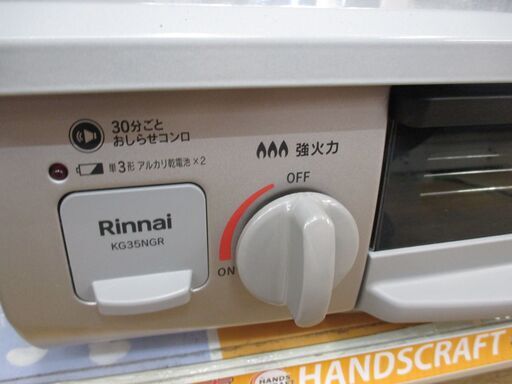 30分ごと
おしらせコンロ
単3形 アルカリ乾電池×2
強火力
OFF
Rinnai
KG35NGR
ON
HANDS
HANDSCRAFT